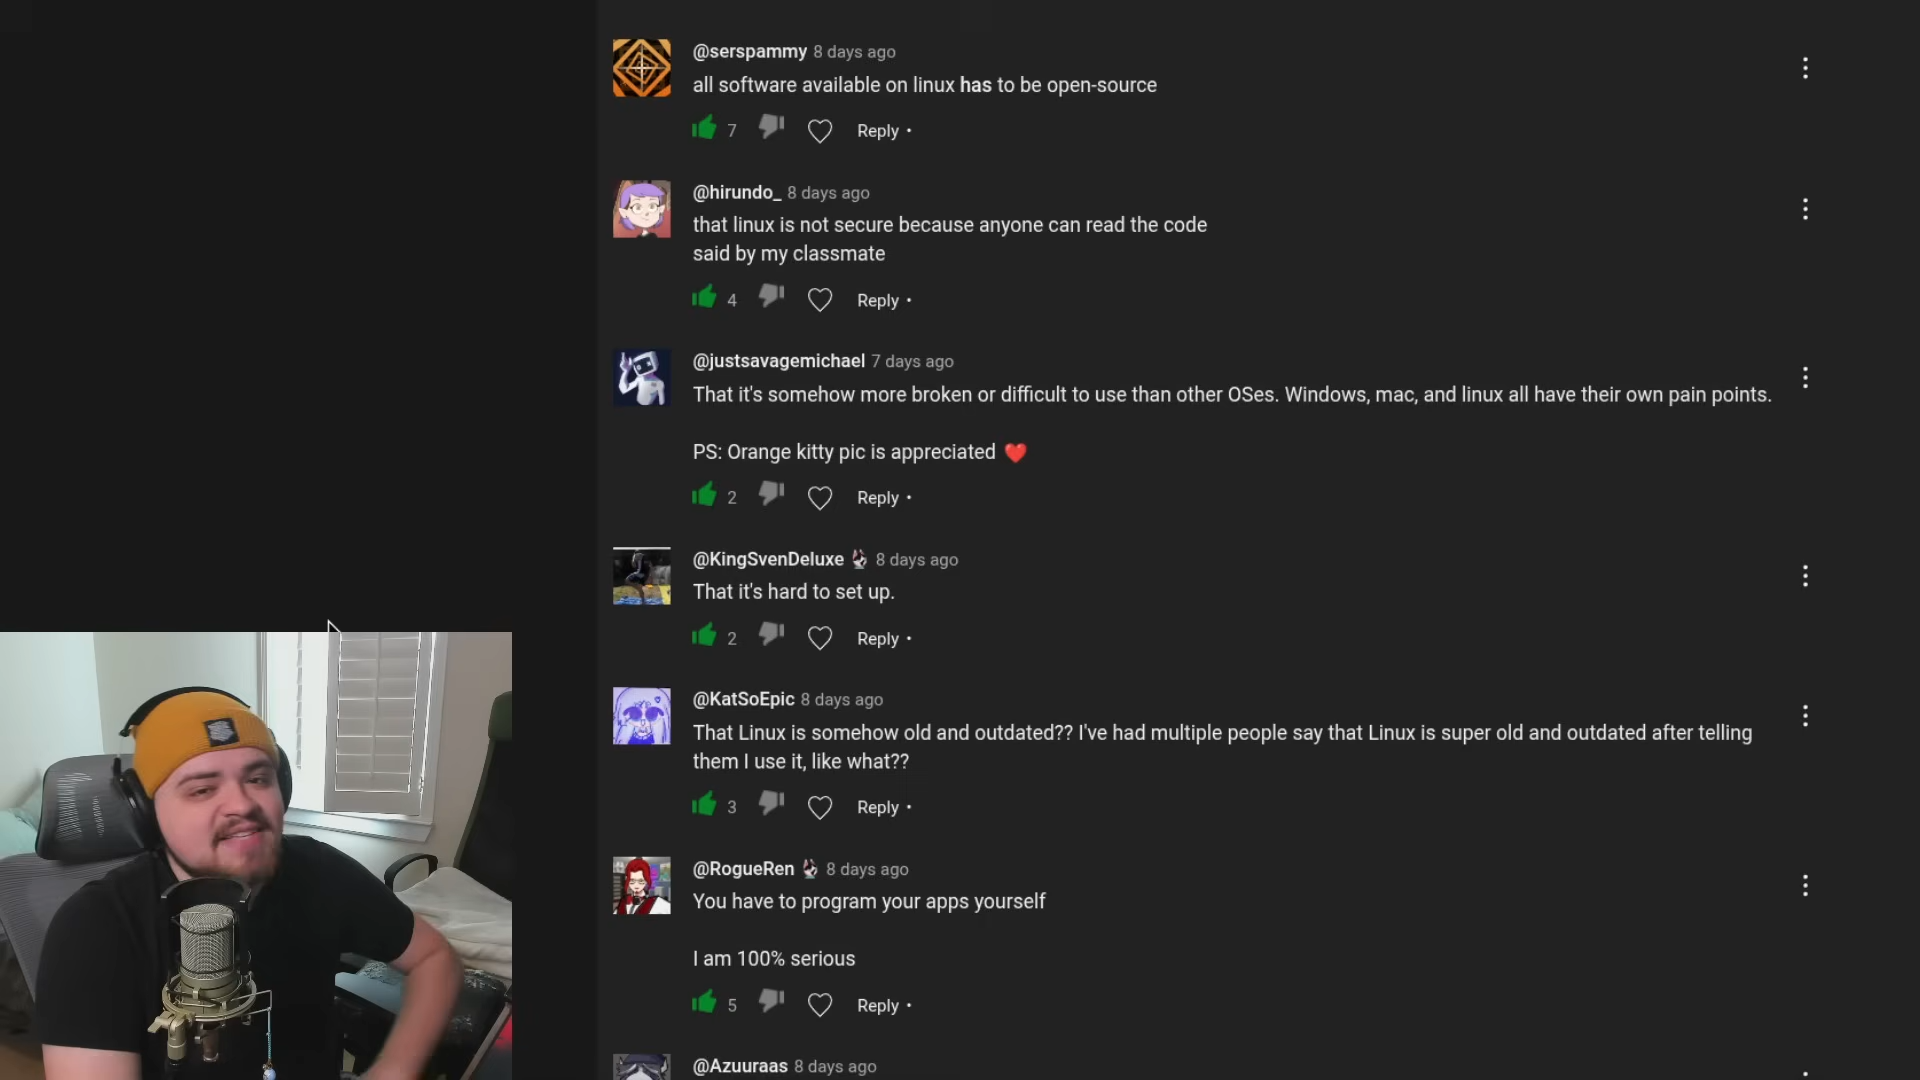 @serspammy 8 days ago
all software available on linux has to be open-source
7 Reply •
@hirundo_ 8 days ago
that linux is not secure because anyone can read the code
said by my classmate
4 Reply •
@justsavagemichael 7 days ago
That it's somehow more broken or difficult to use than other OSes. Windows, mac, and linux all have their own pain points.
PS: Orange kitty pic is appreciated ❤️
2 Reply •
@KingSvenDeluxe 8 days ago
That it's hard to set up.
2 Reply •
@KatSoEpic 8 days ago
That Linux is somehow old and outdated?? I've had multiple people say that Linux is super old and outdated after telling
them I use it, like what??
3 Reply •
@RogueRen 8 days ago
You have to program your apps yourself
I am 100% serious
5 Reply •
@Azuuraas 8 days ago